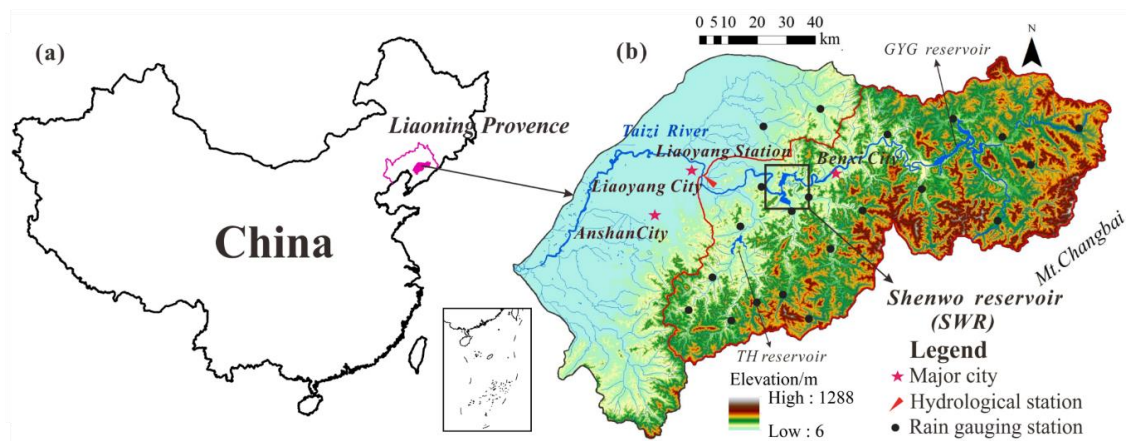 (a)
Liaoning Provence
China
0 5 10 20 30 40
km
(b)
GYG reservoir
N
Taizi River
Liaoyang Station
Benxi City
Liaoyang City
AnshanCity
Mt.Changbai
Shenwo reservoir
(SWR)
TH reservoir
Legend
Major city
Hydrological station
Rain gauging station
Elevation/m
High : 1288
Low : 6